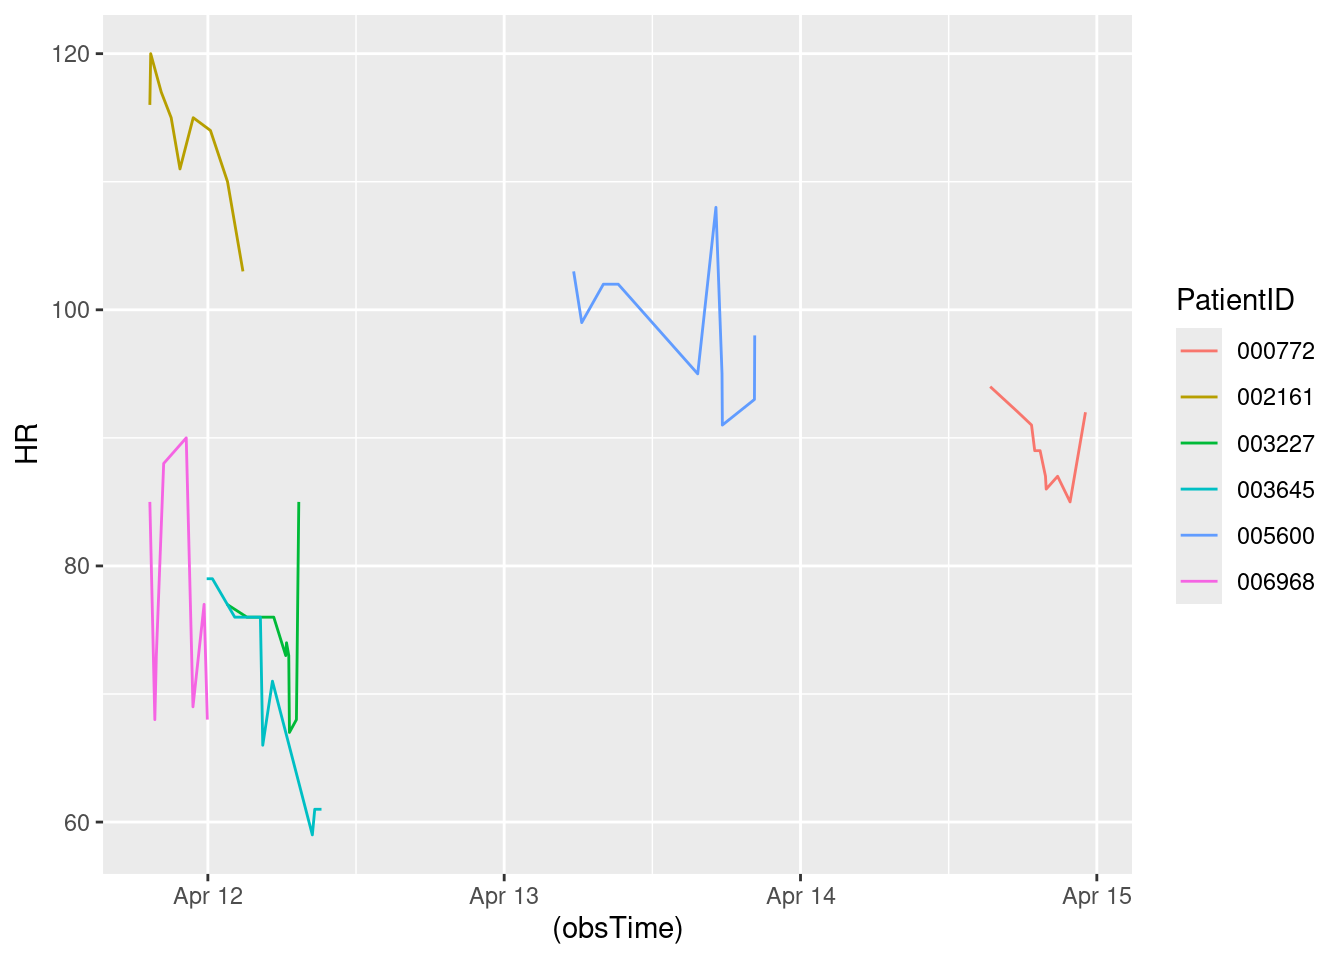 120
100
80
60
HR
Apr 12
Apr 13
Apr 14
Apr 15
(obsTime)
PatientID
000772
002161
003227
003645
005600
006968